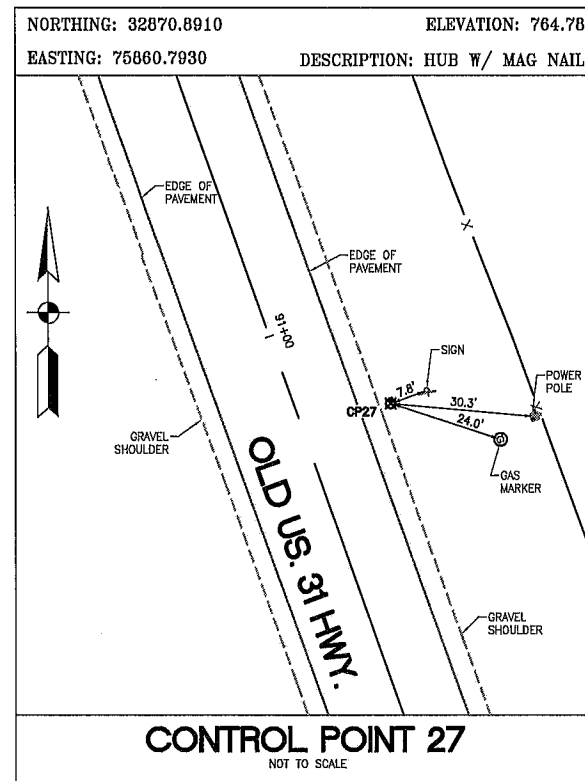 NORTHING: 32870.8910
ELEVATION: 764.78
EASTING: 75860.7930
DESCRIPTION: HUB W/ MAG NAIL
EDGE OF
PAVEMENT
EDGE OF
PAVEMENT
91+00
SIGN
7.8'
POWER
POLE
CP27
30.3'
24.0'
GAS
MARKER
GRAVEL
SHOULDER
OLD US. 31 HWY.
GRAVEL
SHOULDER
CONTROL POINT 27
NOT TO SCALE